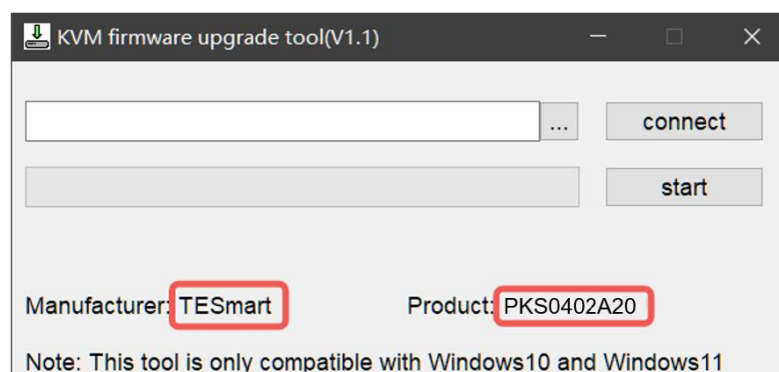 KVM firmware upgrade tool(V1.1)
... connect
start
Manufacturer: TESmart Product: PKS0402A20
Note: This tool is only compatible with Windows10 and Windows11